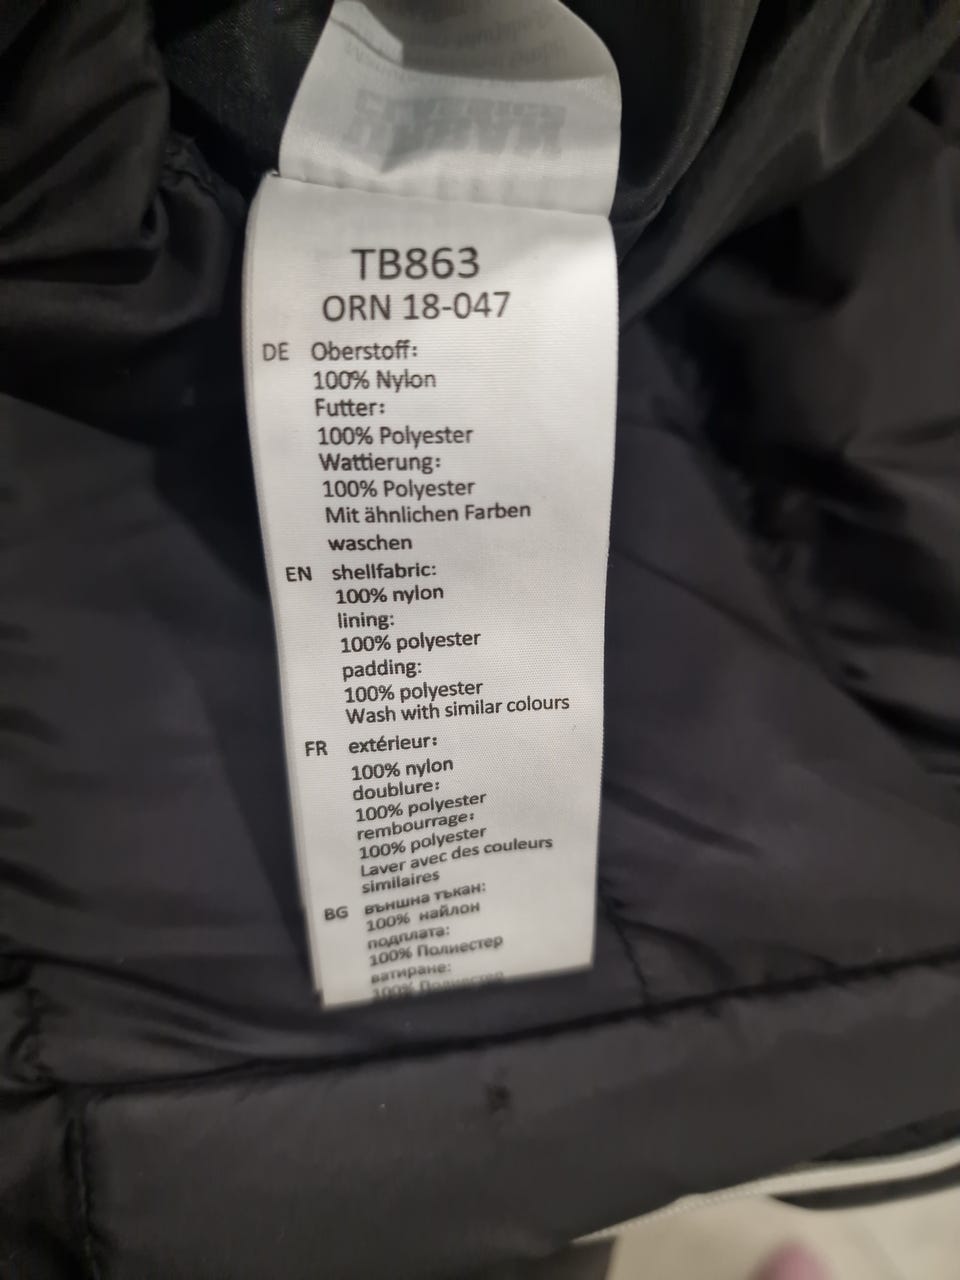 TB863
ORN 18-047
DE Oberstoff:
100% Nylon
Futter:
100% Polyester
Wattierung:
100% Polyester
Mit ähnlichen Farben
waschen
EN shellfabric:
100% nylon
lining:
100% polyester
padding:
100% polyester
Wash with similar colours
FR extérieur:
100% nylon
doublure:
100% polyester
rembourrage:
100% polyester
Laver avec des couleurs
similaires
BG външна тъкан:
100% найлон
подплата:
100% Полиестер
ватиране:
100% Полиестер